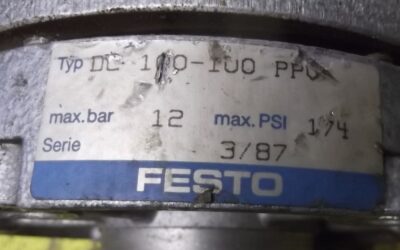 Typ DC-100-100 PPV
max.bar 12 max.PSI 174
Serie 3/87
FESTO